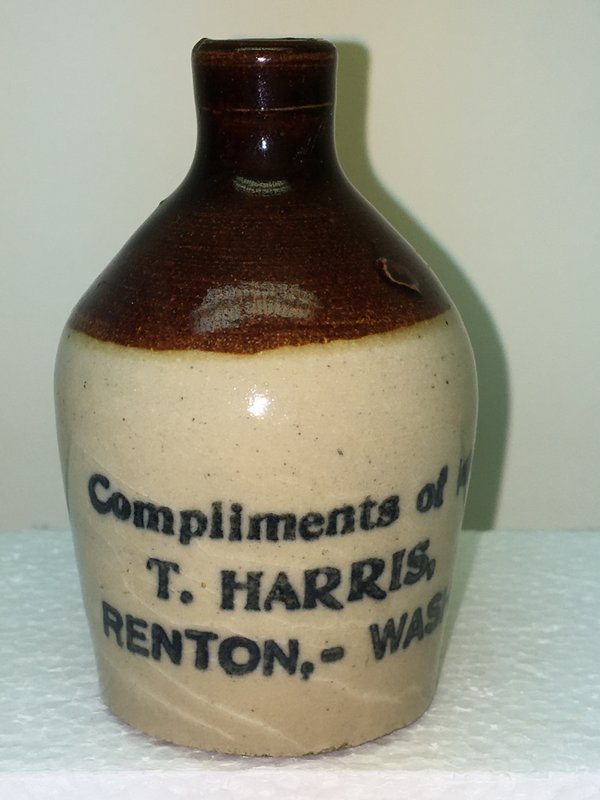 Compliments of
T. HARRIS,
RENTON,- WAS